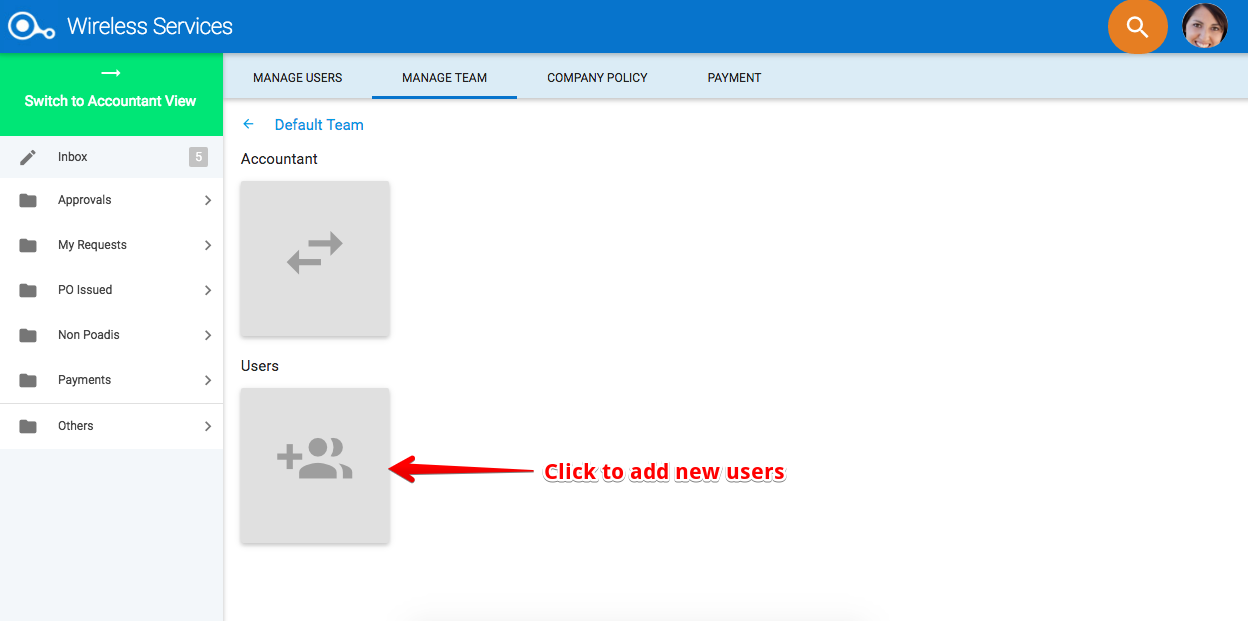 Wireless Services
Switch to Accountant View
MANAGE USERS
MANAGE TEAM
COMPANY POLICY
PAYMENT
Inbox
5
Approvals
My Requests
PO Issued
Non Poadis
Payments
Others
Default Team
Accountant
Users
Click to add new users